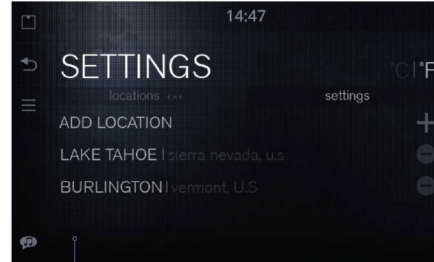 14:47
SETTINGS
°C | °F
locations
settings
ADD LOCATION
LAKE TAHOE | sierra nevada, u.s
BURLINGTON | vermont, U.S